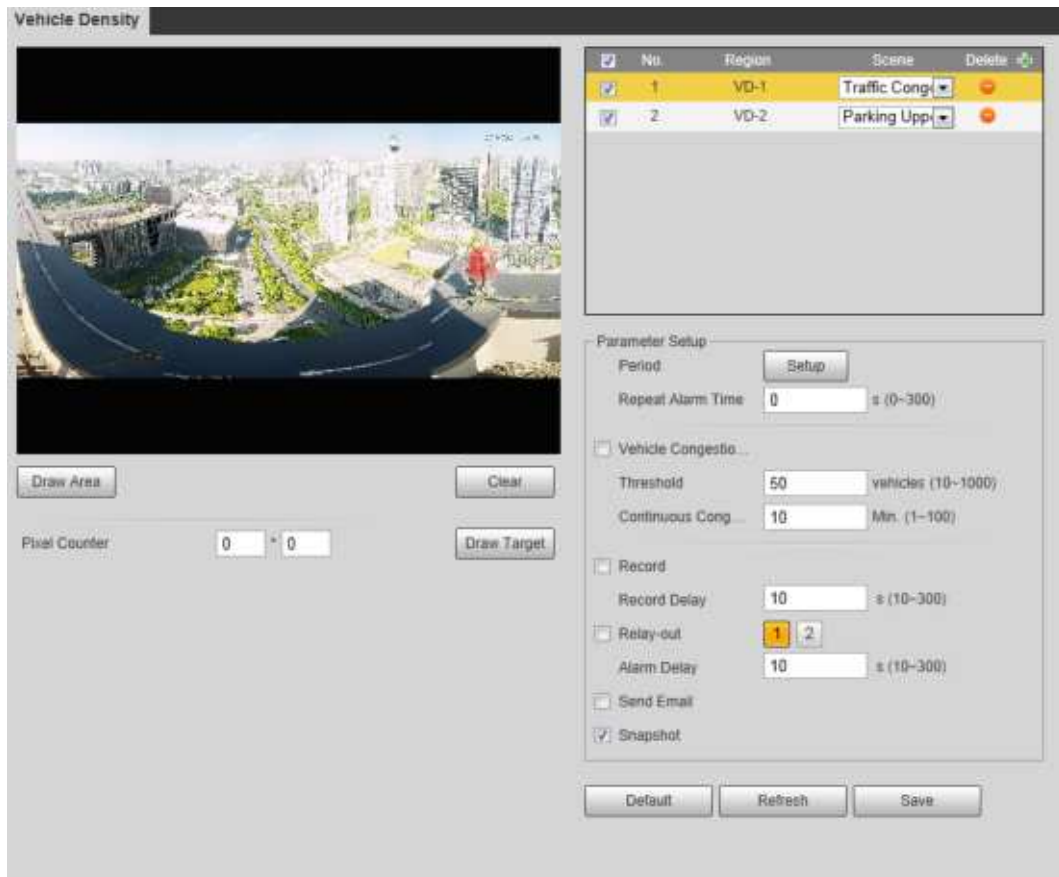 Vehicle Density
No. Region Scene Delete
1 VD-1 Traffic Cong
2 VD-2 Parking Upp
Draw Area Clear
Pixel Counter 0 * 0 Draw Target
Parameter Setup
Period Setup
Repeat Alarm Time 0 s (0~300)
Vehicle Congestio...
Threshold 50 vehicles (10~1000)
Continuous Cong... 10 Min. (1~100)
Record
Record Delay 10 s (10~300)
Relay-out 1 2
Alarm Delay 10 s (10~300)
Send Email
Snapshot
Default Refresh Save